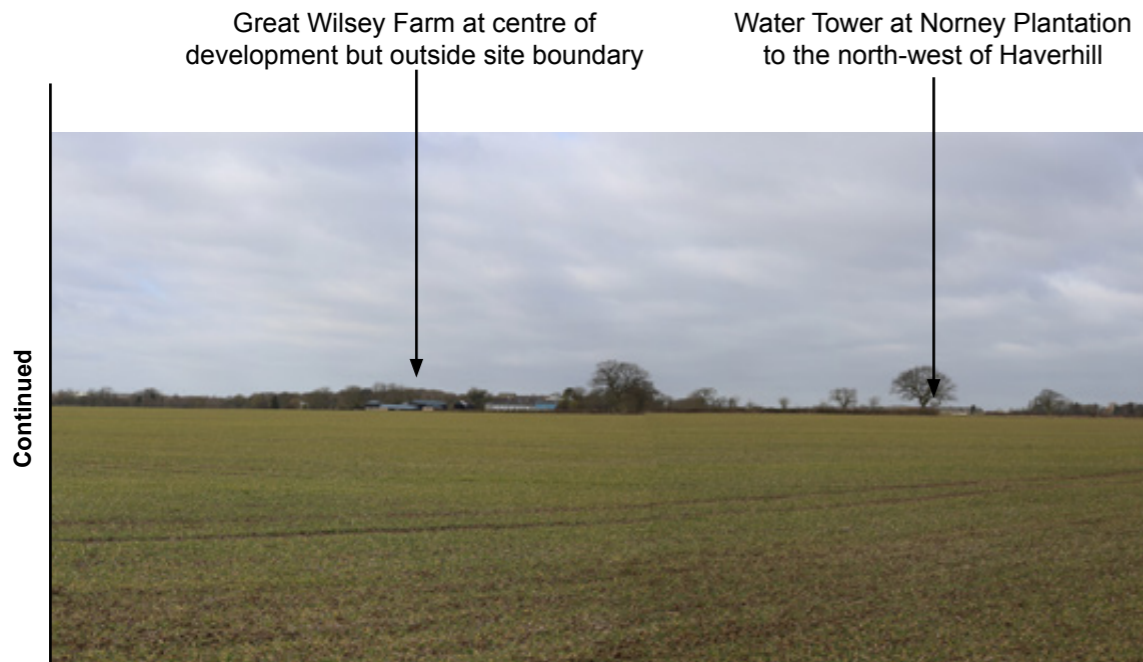 Great Wilsey Farm at centre of
development but outside site boundary
Water Tower at Norney Plantation
to the north-west of Haverhill
Continued